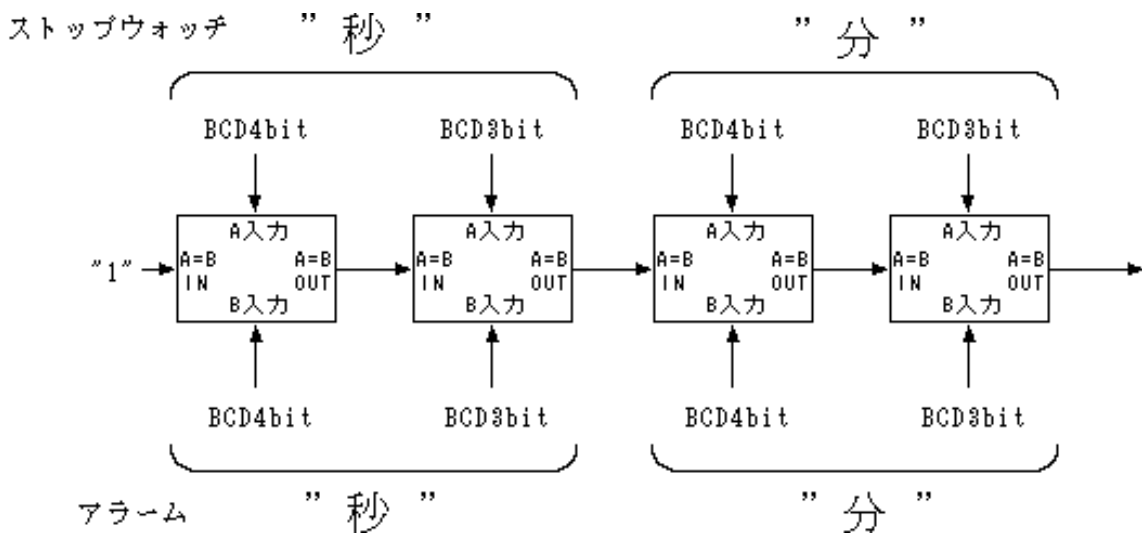 ストップウォッチ ”秒” ”分”
BCD4bit BCD3bit BCD4bit BCD3bit
A入力 A入力 A入力 A入力
"1" A=B A=B A=B A=B A=B A=B A=B A=B
IN OUT IN OUT IN OUT IN OUT
B入力 B入力 B入力 B入力
BCD4bit BCD3bit BCD4bit BCD3bit
アラーム ”秒” ”分”